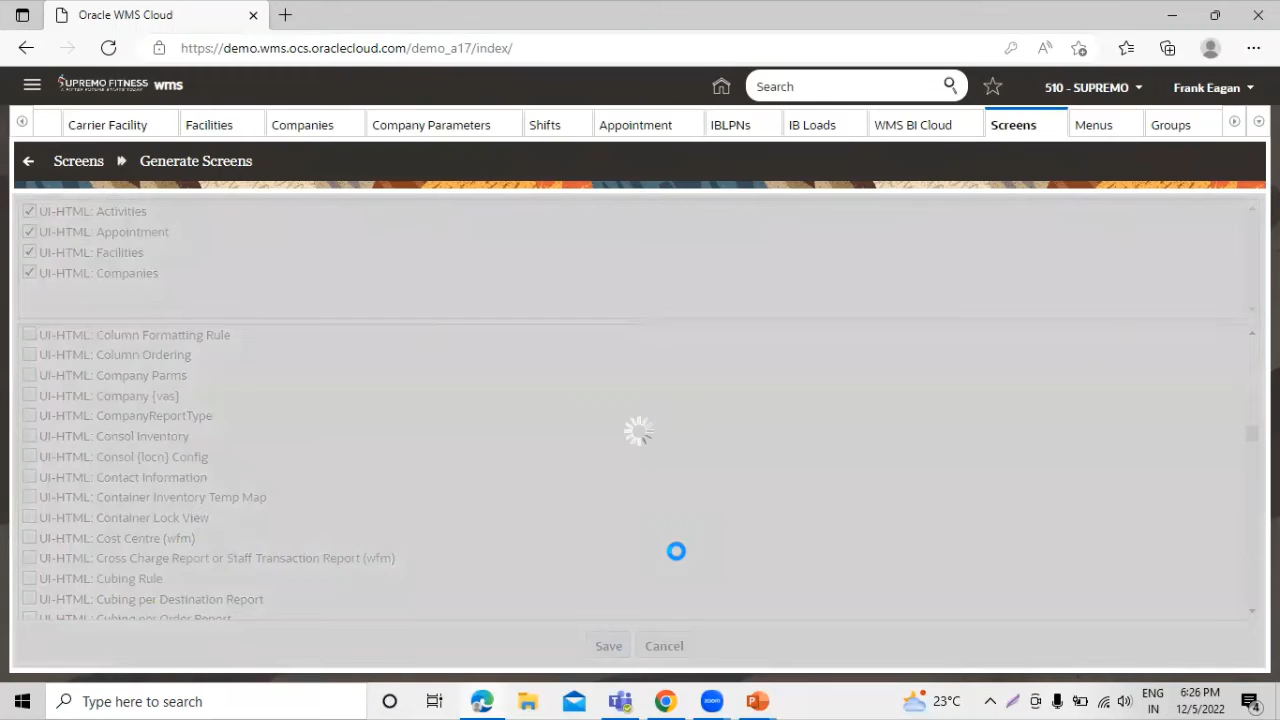 Oracle WMS Cloud
https://demo.wms.ocs.oraclecloud.com/demo_a17/index/
SUPREMO FITNESS wms
Search
510 - SUPREMO
Frank Eagan
Carrier Facility
Facilities
Companies
Company Parameters
Shifts
Appointment
IBLPNs
IB Loads
WMS BI Cloud
Screens
Menus
Groups
Screens
Generate Screens
UI-HTML: Activities
UI-HTML: Appointment
UI-HTML: Facilities
UI-HTML: Companies
UI-HTML: Column Formatting Rule
UI-HTML: Column Ordering
UI-HTML: Company Parms
UI-HTML: Company {vas}
UI-HTML: CompanyReportType
UI-HTML: Consol Inventory
UI-HTML: Consol {locn} Config
UI-HTML: Contact Information
UI-HTML: Container Inventory Temp Map
UI-HTML: Container Lock View
UI-HTML: Cost Centre (wfm)
UI-HTML: Cross Charge Report or Staff Transaction Report (wfm)
UI-HTML: Cubing Rule
UI-HTML: Cubing per Destination Report
UI-HTML: Cubing per Order Report
Save
Cancel
Type here to search
23°C
ENG
IN
6:26 PM
12/5/2022
4